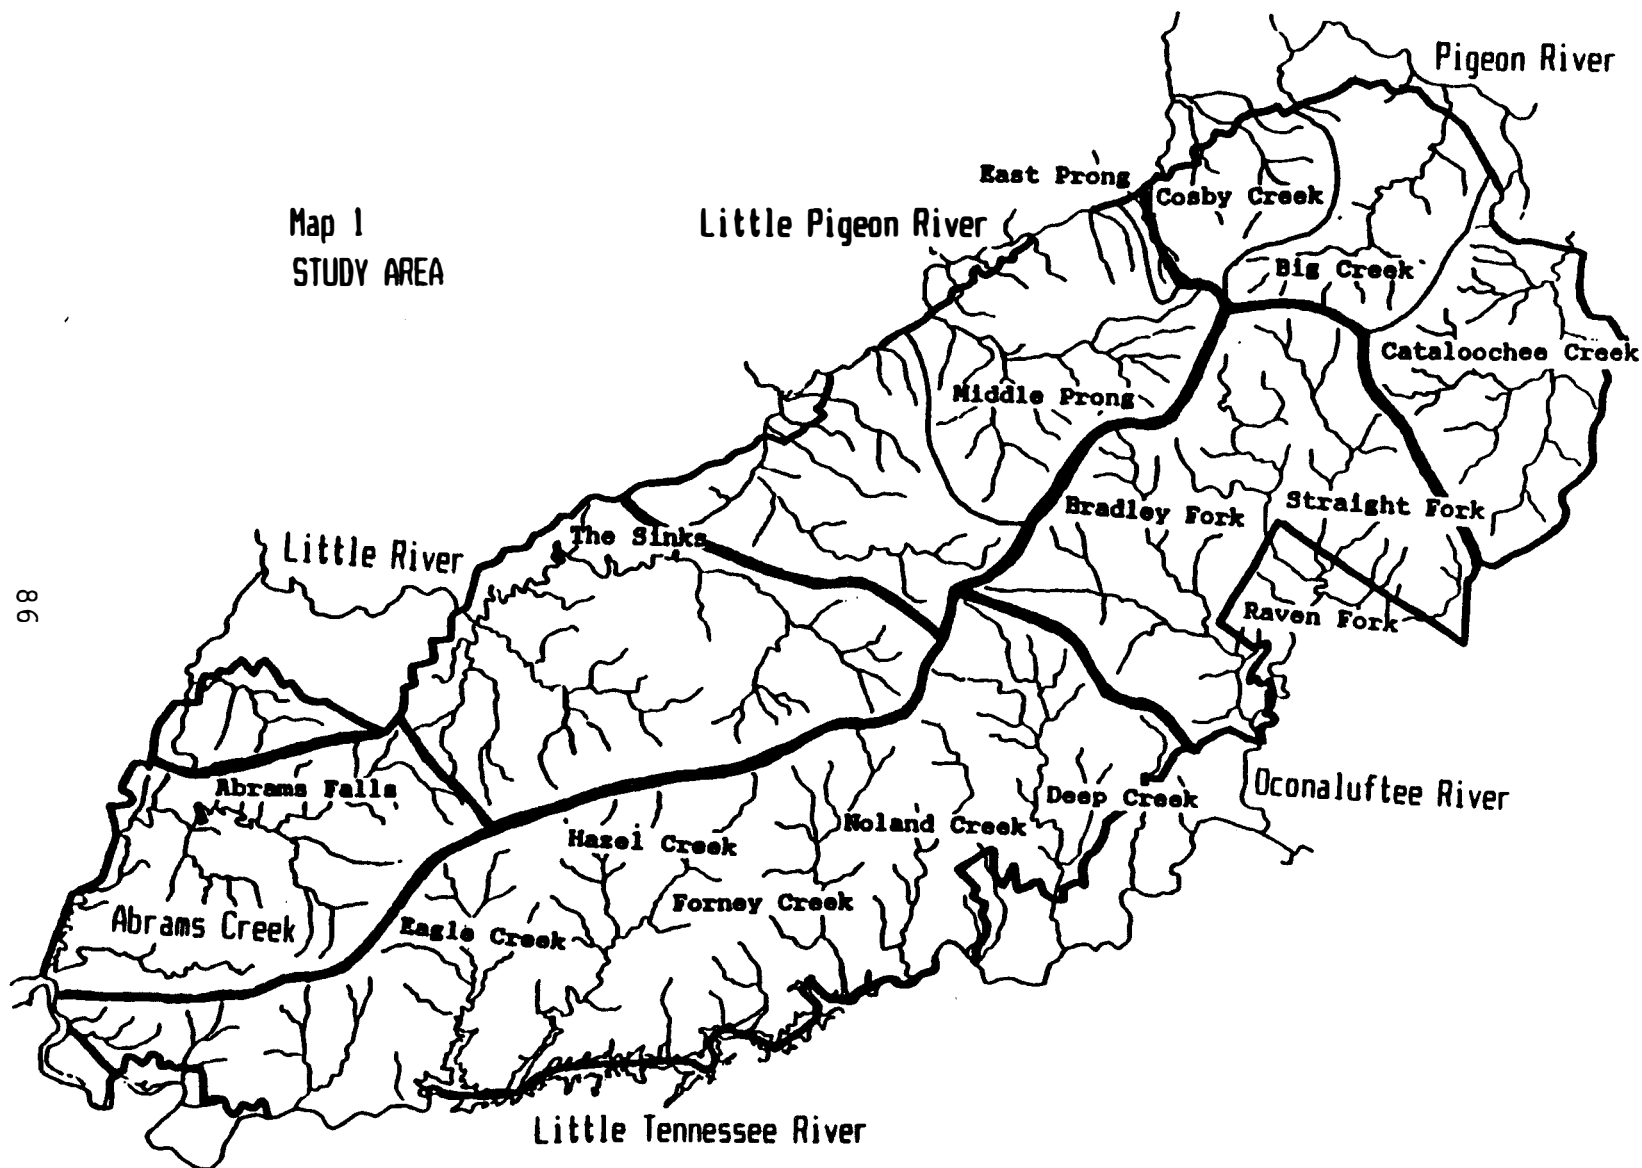 Pigeon River
East Prong
Cosby Creek
Map 1
STUDY AREA
Little Pigeon River
Big Creek
Cataloochee Creek
Middle Prong
Bradley Fork
Straight Fork
The Sinks
Little River
86
Raven Fork
Abrams Falls
Deep Creek
Oconaluftee River
Noland Creek
Hazel Creek
Forney Creek
Abrams Creek
Eagle Creek
Little Tennessee River